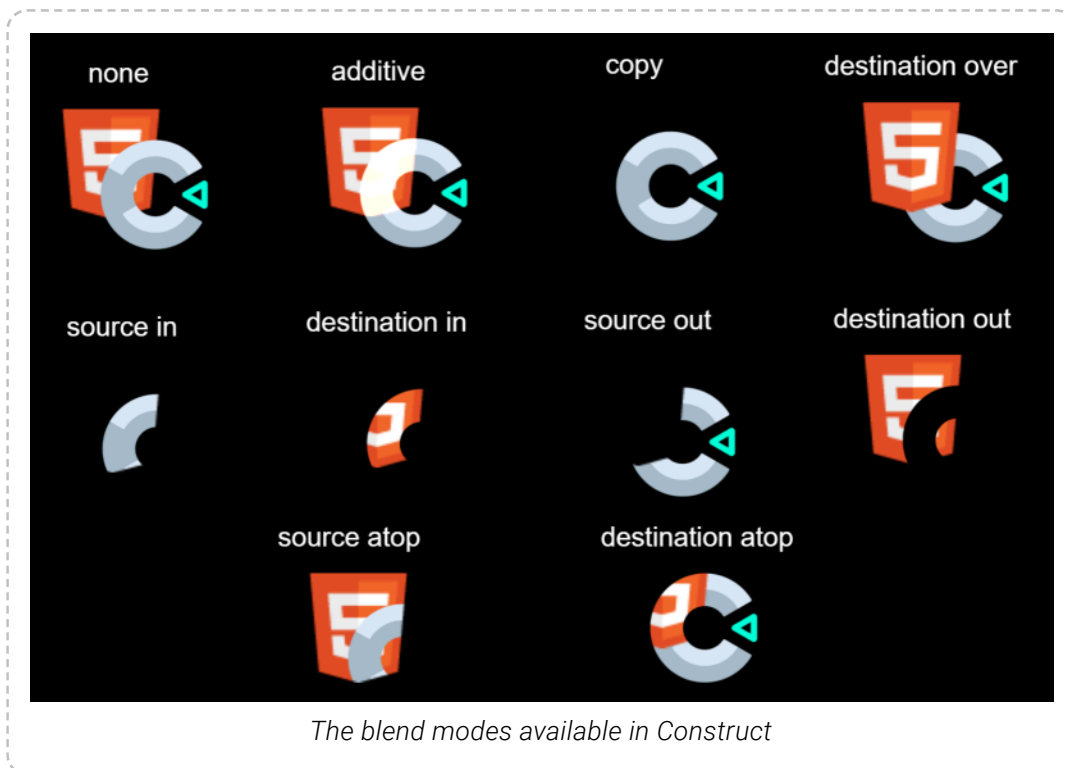 none
additive
copy
destination over
source in
destination in
source out
destination out
source atop
destination atop
The blend modes available in Construct